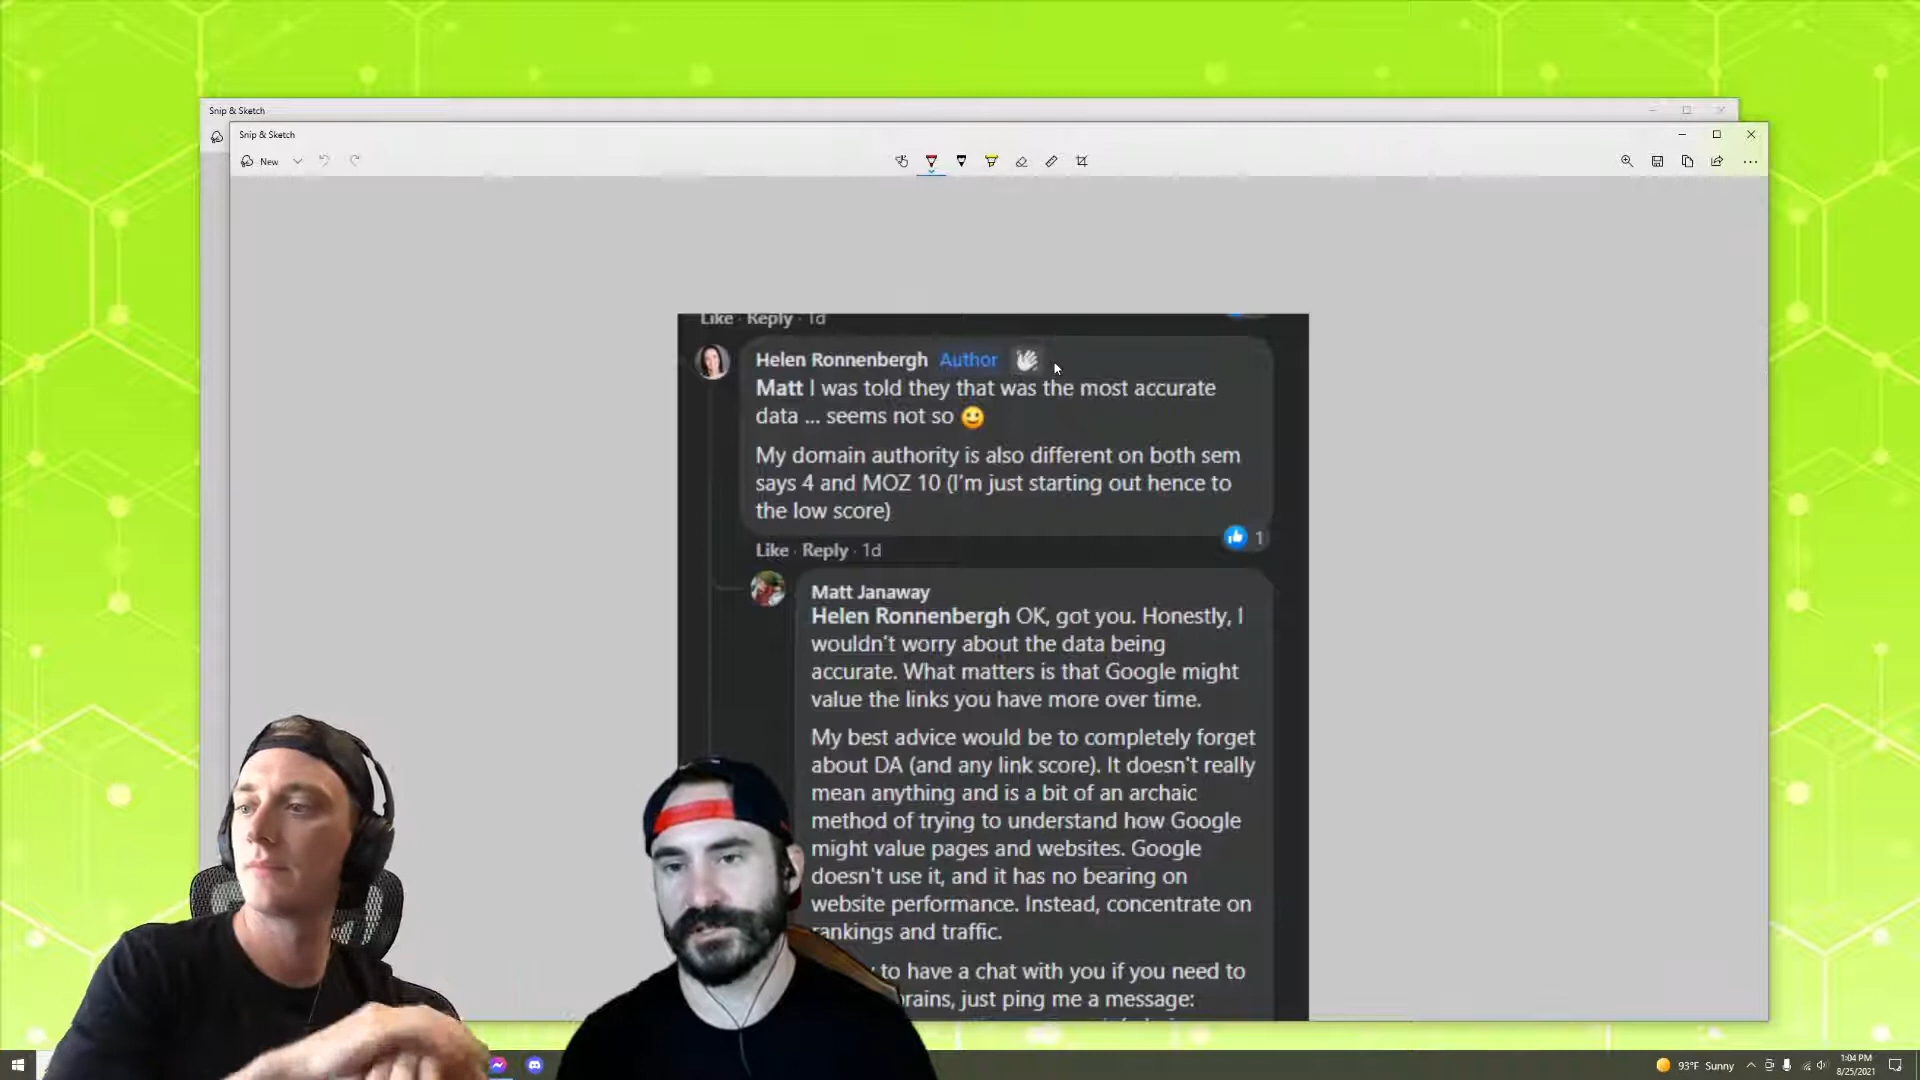 Snip & Sketch
Snip & Sketch
New
Like · Reply · 1d
Helen Ronnenbergh Author
Matt I was told they that was the most accurate
data ... seems not so
My domain authority is also different on both sem
says 4 and MOZ 10 (I'm just starting out hence to
the low score)
1
Like · Reply · 1d
Matt Janaway
Helen Ronnenbergh OK, got you. Honestly, I
wouldn't worry about the data being
accurate. What matters is that Google might
value the links you have more over time.
My best advice would be to completely forget
about DA (and any link score). It doesn't really
mean anything and is a bit of an archaic
method of trying to understand how Google
might value pages and websites. Google
doesn't use it, and it has no bearing on
website performance. Instead, concentrate on
rankings and traffic.
to have a chat with you if you need to
brains, just ping me a message:
93°F Sunny
1:04 PM
8/25/2021